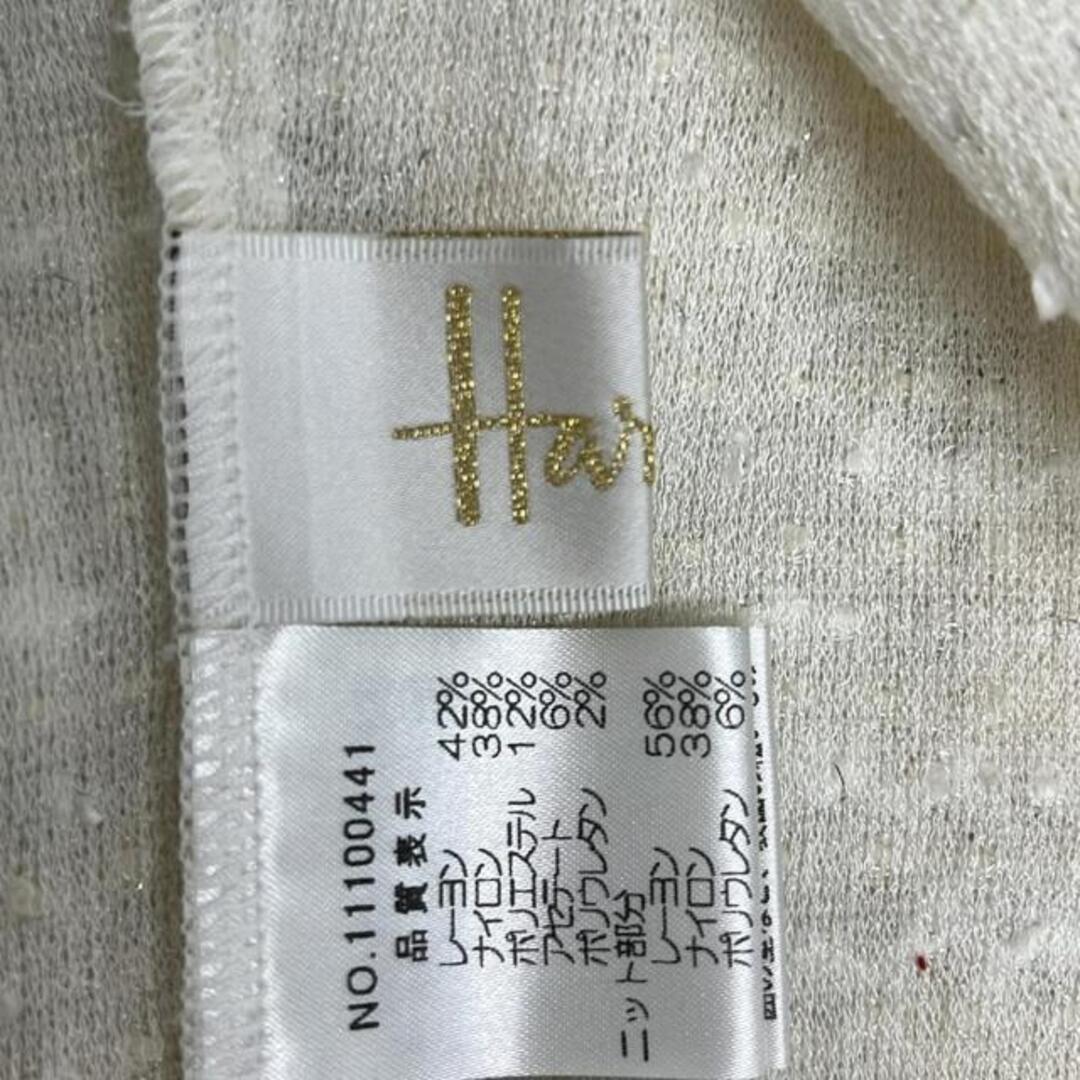 Har
NO.11100441
品質表示
レーヨン 42%
ナイロン 38%
ポリエステル 12%
アセテート 6%
ポリウレタン 2%
ニット部分
レーヨン 56%
ナイロン 38%
ポリウレタン 6%